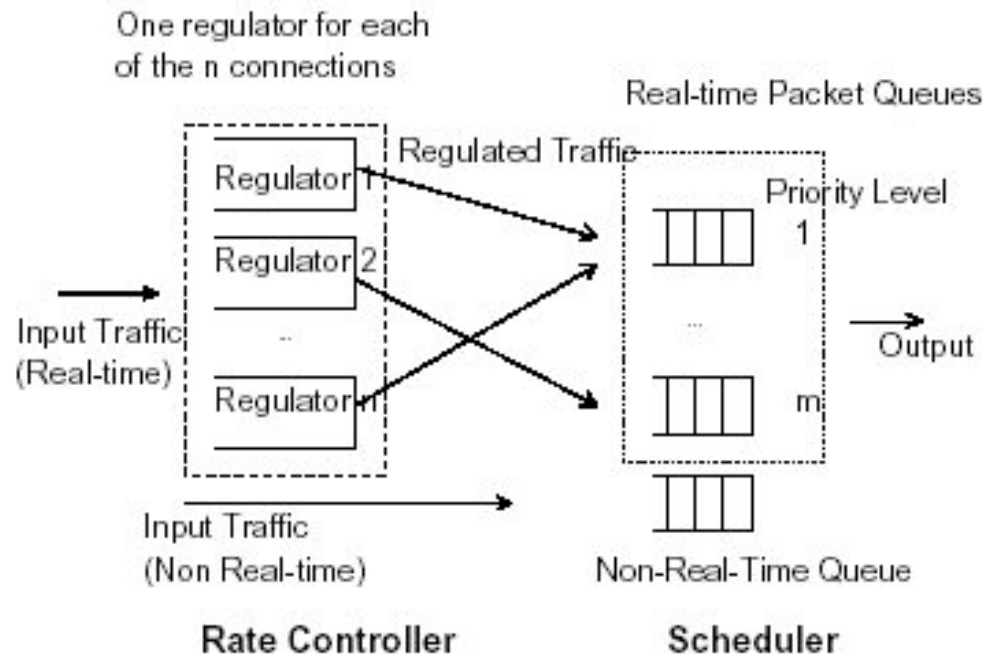 One regulator for each
of the n connections
Real-time Packet Queues
Regulated Traffic
Regulator 1
Priority Level
1
Regulator 2
Input Traffic
(Real-time)
..
...
Output
Regulator n
m
Input Traffic
(Non Real-time)
Non-Real-Time Queue
Rate Controller
Scheduler